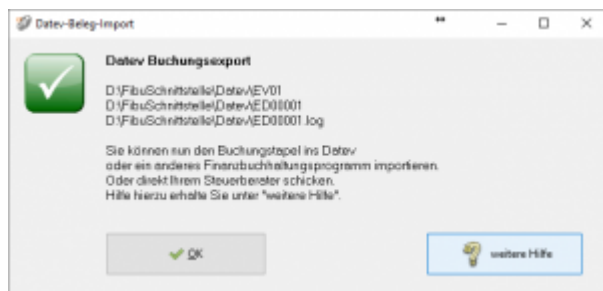 Datev-Beleg-Import
Datev Buchungsexport
D:\FibuSchnittstelle\Datev\EV01
D:\FibuSchnittstelle\Datev\ED00001
D:\FibuSchnittstelle\Datev\ED00001.log
Sie können nun den Buchungstapel ins Datev
oder ein anderes Finanzbuchhaltungsprogramm importieren.
Oder direkt Ihrem Steuerberater schicken.
Hilfe hierzu erhalte Sie unter "weitere Hilfe".
OK
weitere Hilfe